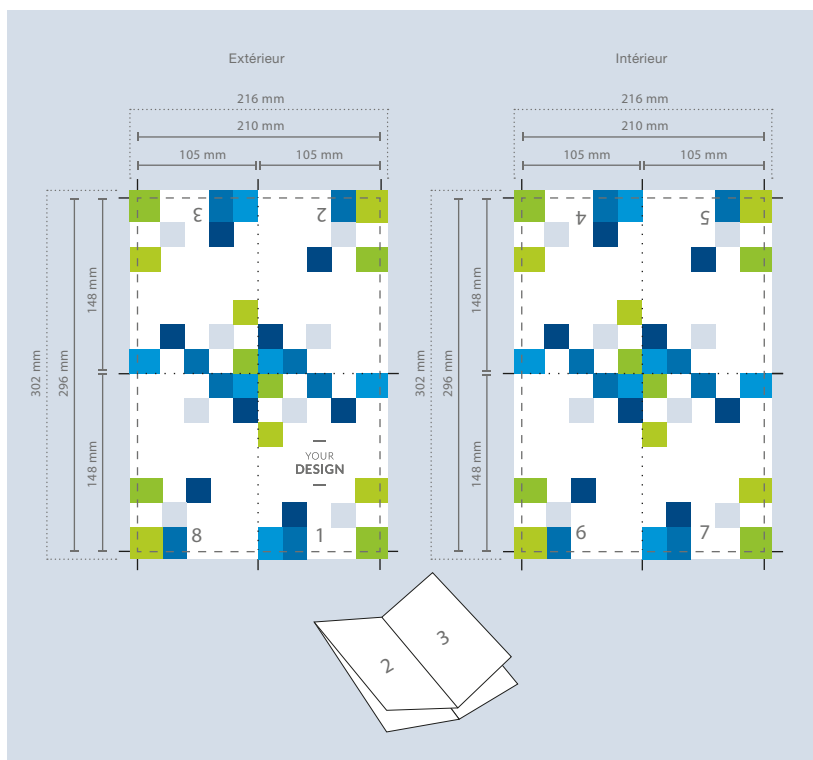 Extérieur
216 mm
210 mm
105 mm 105 mm
3 2
148 mm
302 mm
296 mm
148 mm
YOUR
DESIGN
8 1
Intérieur
216 mm
210 mm
105 mm 105 mm
4 5
148 mm
302 mm
296 mm
148 mm
6 7
2 3